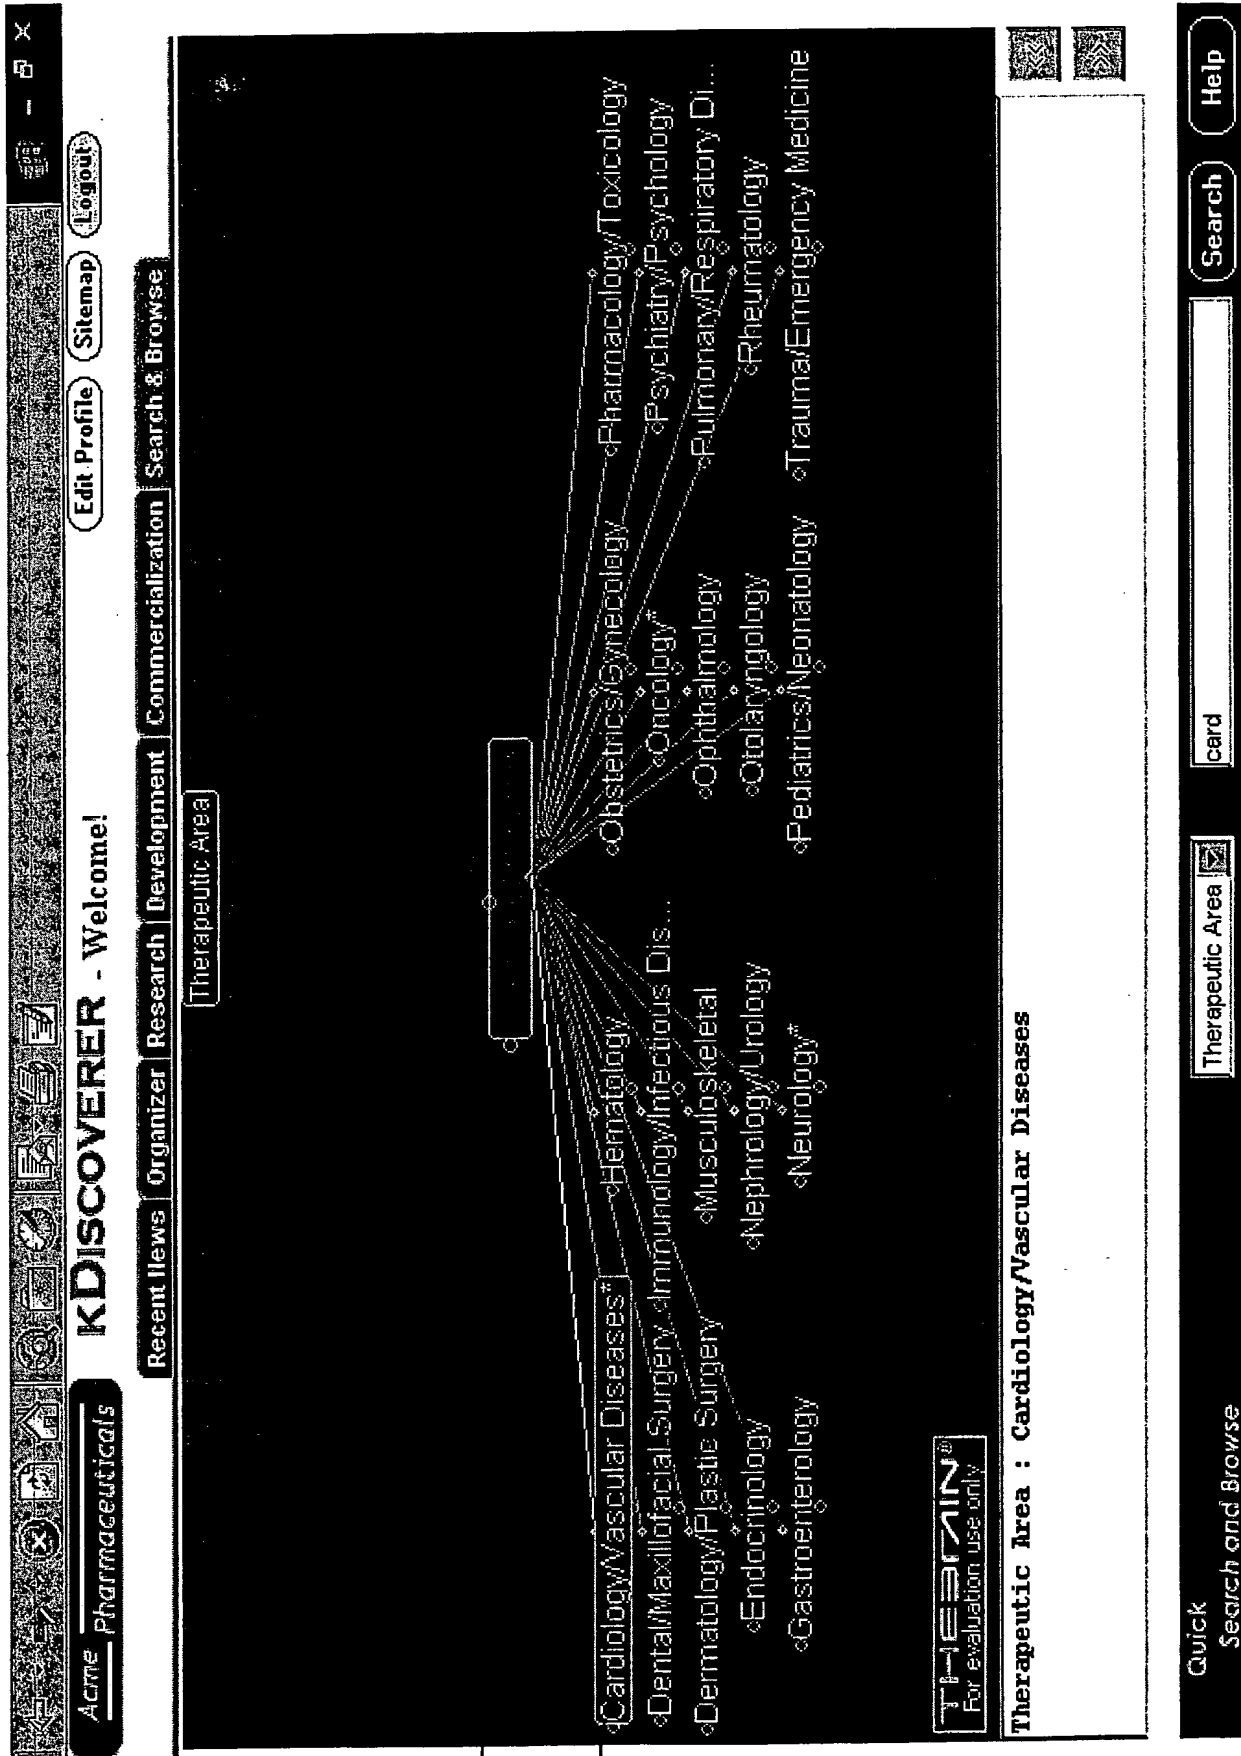 Acme
Pharmaceuticals
KDISCOVERER - Welcome!
Edit Profile Sitemap Logout
Recent News Organizer Research Development Commercialization Search & Browse
Therapeutic Area
Cardiology/Vascular Diseases* Hematology Obstetrics/Gynecology Pharmacology/Toxicology
Dental/Maxillofacial Surgery Immunology/Infectious Dis... Oncology* Psychiatry/Psychology
Dermatology/Plastic Surgery Musculoskeletal Ophthalmology Pulmonary/Respiratory Di...
Endocrinology Nephrology/Urology Otolaryngology Rheumatology
Gastroenterology Neurology* Pediatrics/Neonatology Trauma/Emergency Medicine
THEBRAIN®
For evaluation use only
Therapeutic Area : Cardiology/Vascular Diseases
Quick
Search and Browse
Therapeutic Area card Search Help